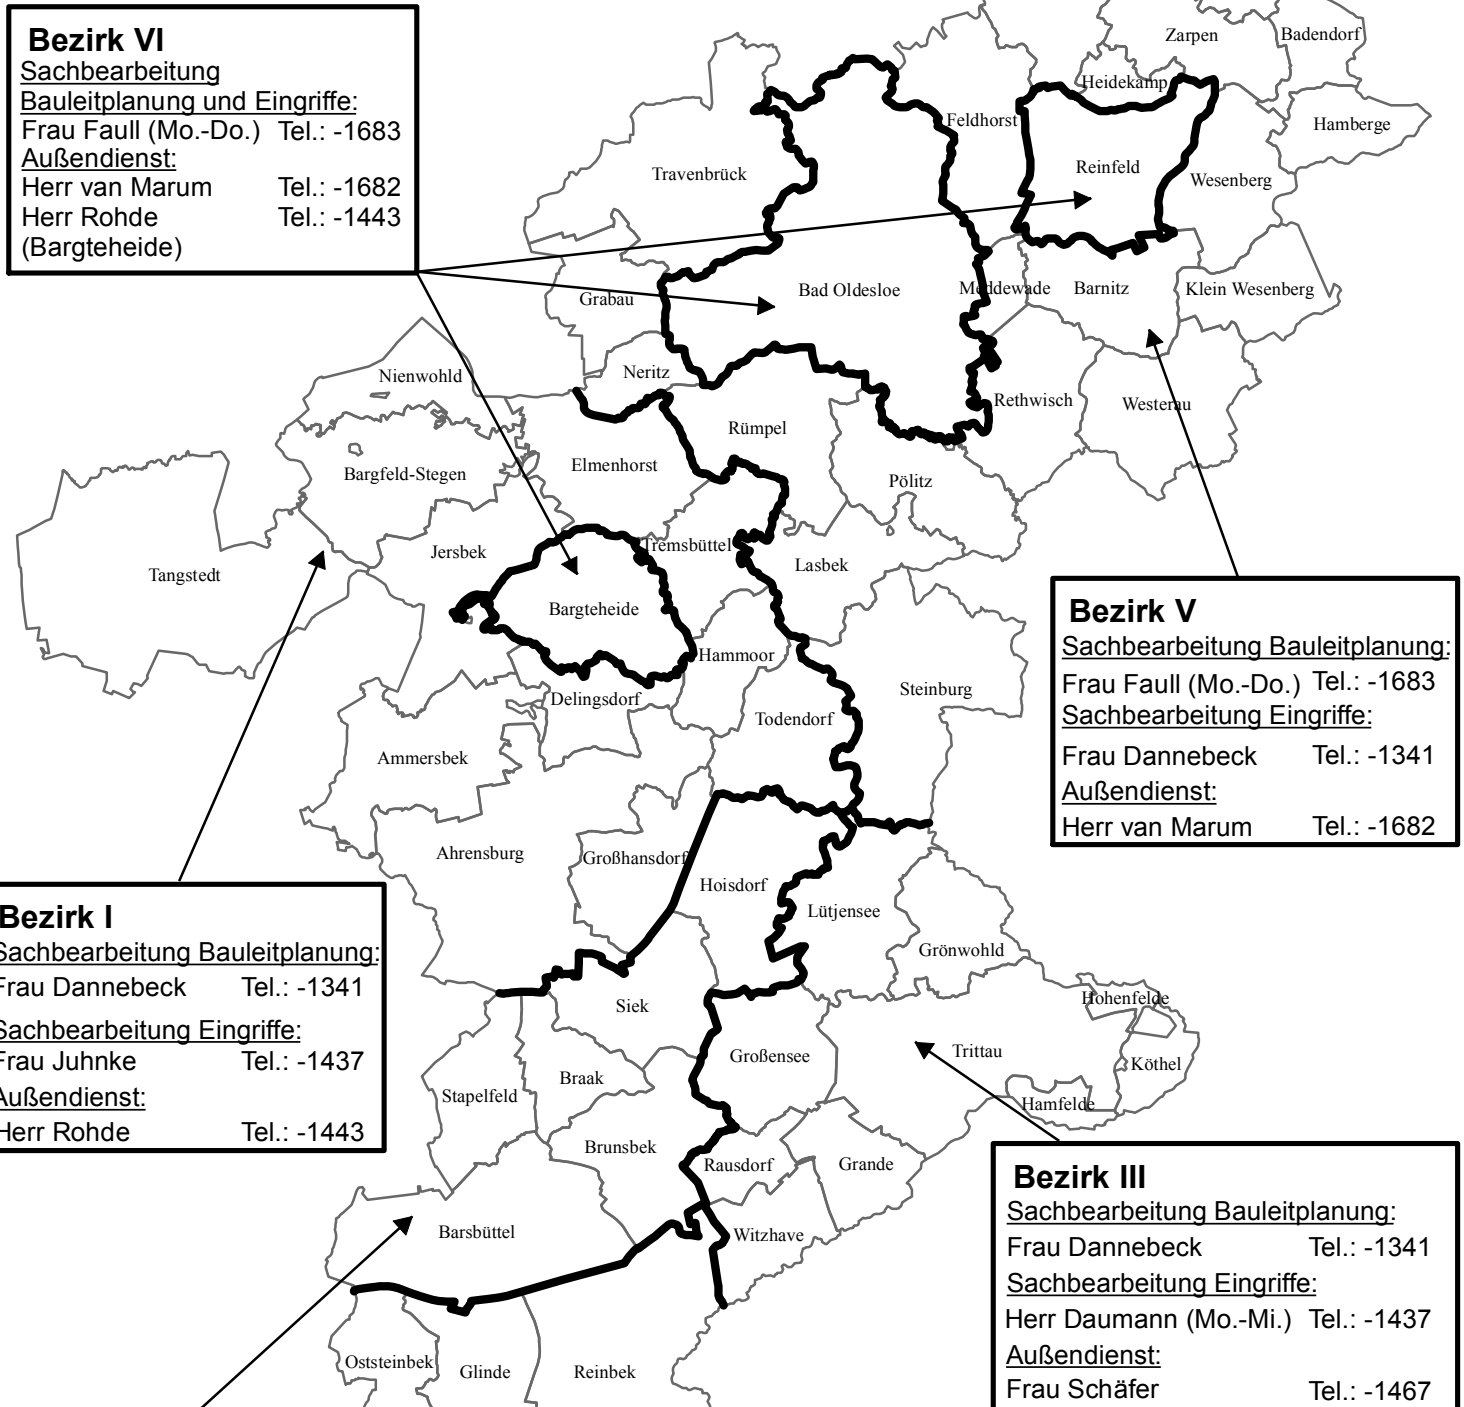 Bezirk VI
Sachbearbeitung
Bauleitplanung und Eingriffe:
Frau Faull (Mo.-Do.) Tel.: -1683
Außendienst:
Herr van Marum Tel.: -1682
Herr Rohde Tel.: -1443
(Bargteheide)
Zarpen
Badendorf
Heidekamp
Feldhorst
Hamberge
Travenbrück
Reinfeld
Wesenberg
Grabau
Bad Oldesloe
Meddewade
Barnitz
Klein Wesenberg
Nienwohld
Neritz
Rethwisch
Westerau
Rümpel
Bargfeld-Stegen
Elmenhorst
Pölitz
Jersbek
Tremsbüttel
Lasbek
Tangstedt
Bargteheide
Hammoor
Steinburg
Delingsdorf
Todendorf
Ammersbek
Bezirk V
Sachbearbeitung Bauleitplanung:
Frau Faull (Mo.-Do.) Tel.: -1683
Sachbearbeitung Eingriffe:
Frau Dannebeck Tel.: -1341
Außendienst:
Herr van Marum Tel.: -1682
Ahrensburg
Großhansdorf
Hoisdorf
Lütjensee
Grönwohld
Bezirk I
Sachbearbeitung Bauleitplanung:
Frau Dannebeck Tel.: -1341
Sachbearbeitung Eingriffe:
Frau Juhnke Tel.: -1437
Außendienst:
Herr Rohde Tel.: -1443
Siek
Hohenfelde
Großensee
Trittau
Köthel
Braak
Stapelfeld
Hamfelde
Brunsbek
Rausdorf
Grande
Barsbüttel
Witzhave
Bezirk III
Sachbearbeitung Bauleitplanung:
Frau Dannebeck Tel.: -1341
Sachbearbeitung Eingriffe:
Herr Daumann (Mo.-Mi.) Tel.: -1437
Außendienst:
Frau Schäfer Tel.: -1467
Oststeinbek
Glinde
Reinbek